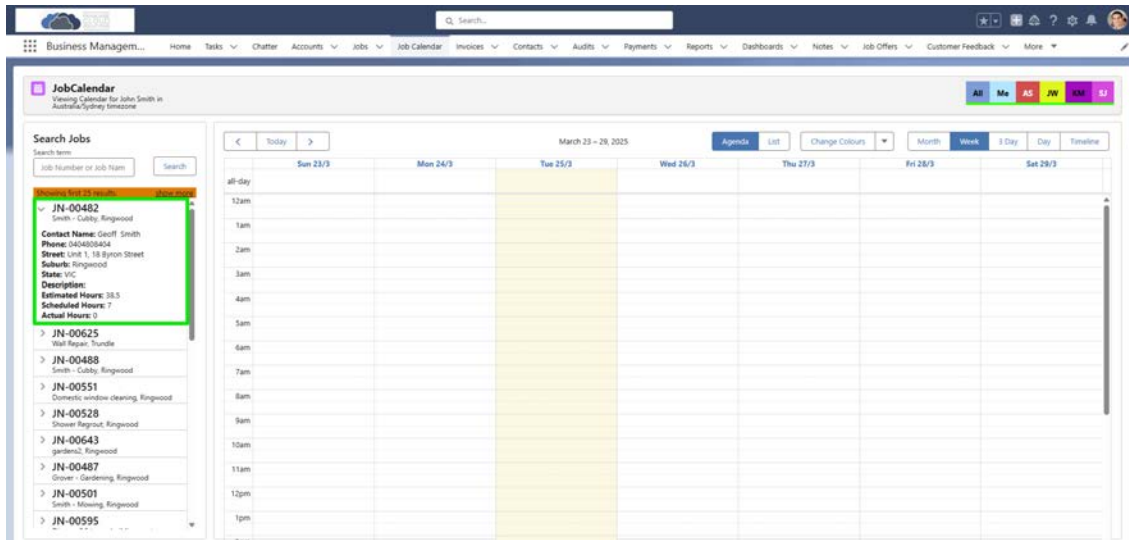 Search...
Business Managem... Home Tasks Chatter Accounts Jobs Job Calendar Invoices Contacts Audits Payments Reports Dashboards Notes Job Offers Customer Feedback More
JobCalendar
Viewing Calendar for John Smith in
Australia/Sydney timezone
All Me AS JW KM SJ
Search Jobs
Search term
Job Number or Job Nam Search
Showing first 25 results. show more
JN-00482
Smith - Cubby, Ringwood
Contact Name: Geoff Smith
Phone: 0404808404
Street: Unit 1, 18 Byron Street
Suburb: Ringwood
State: VIC
Description:
Estimated Hours: 38.5
Scheduled Hours: 7
Actual Hours: 0
JN-00625
Wall Repair, Trundle
JN-00488
Smith - Cubby, Ringwood
JN-00551
Domestic window cleaning, Ringwood
JN-00528
Shower Regrout, Ringwood
JN-00643
gardens2, Ringwood
JN-00487
Grover - Gardening, Ringwood
JN-00501
Smith - Mowing, Ringwood
JN-00595
Today March 23 – 29, 2025 Agenda List Change Colours Month Week 3 Day Day Timeline
Sun 23/3 Mon 24/3 Tue 25/3 Wed 26/3 Thu 27/3 Fri 28/3 Sat 29/3
all-day
12am
1am
2am
3am
4am
5am
6am
7am
8am
9am
10am
11am
12pm
1pm